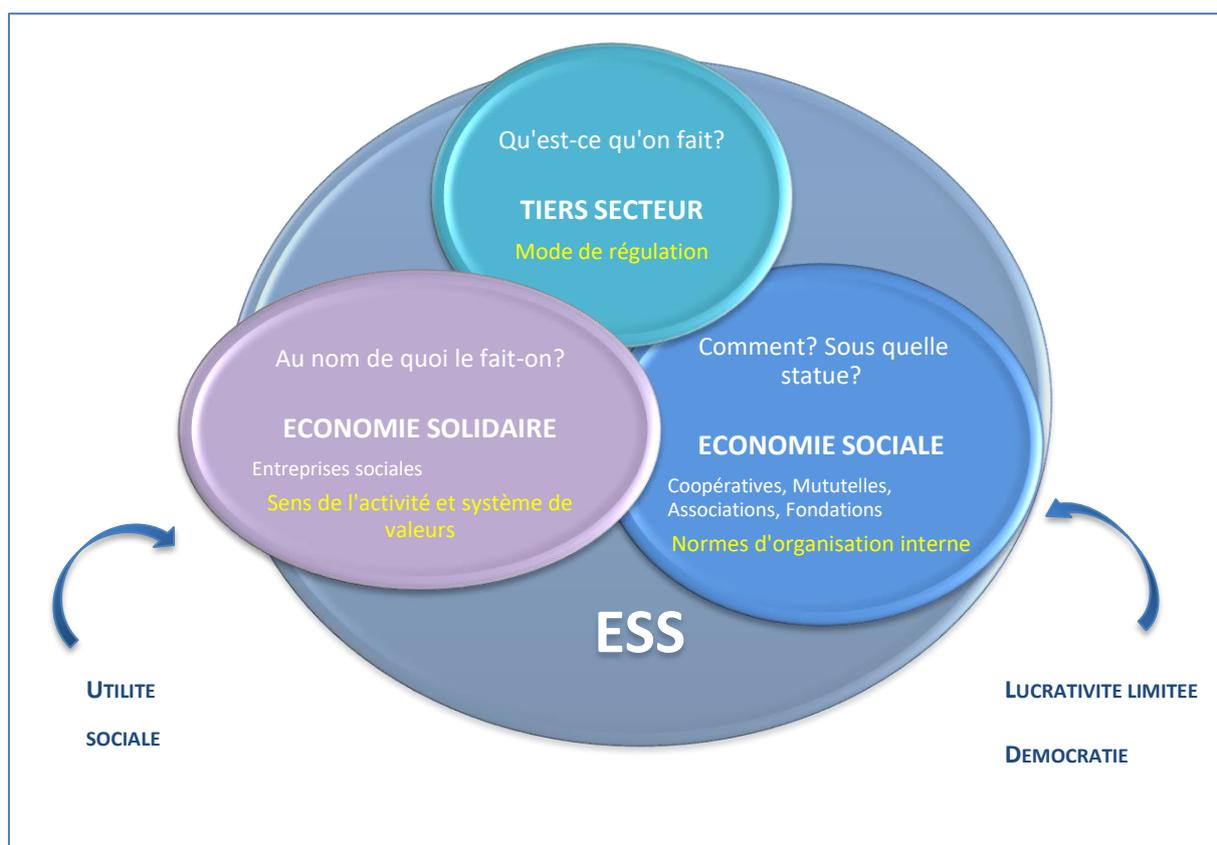 Qu'est-ce qu'on fait?
TIERS SECTEUR
Mode de régulation
Au nom de quoi le fait-on?
ECONOMIE SOLIDAIRE
Entreprises sociales
Sens de l'activité et système de
valeurs
Comment? Sous quelle
statue?
ECONOMIE SOCIALE
Coopératives, Mututelles,
Associations, Fondations
Normes d'organisation interne
ESS
UTILITE
SOCIALE
LUCRATIVITE LIMITEE
DEMOCRATIE